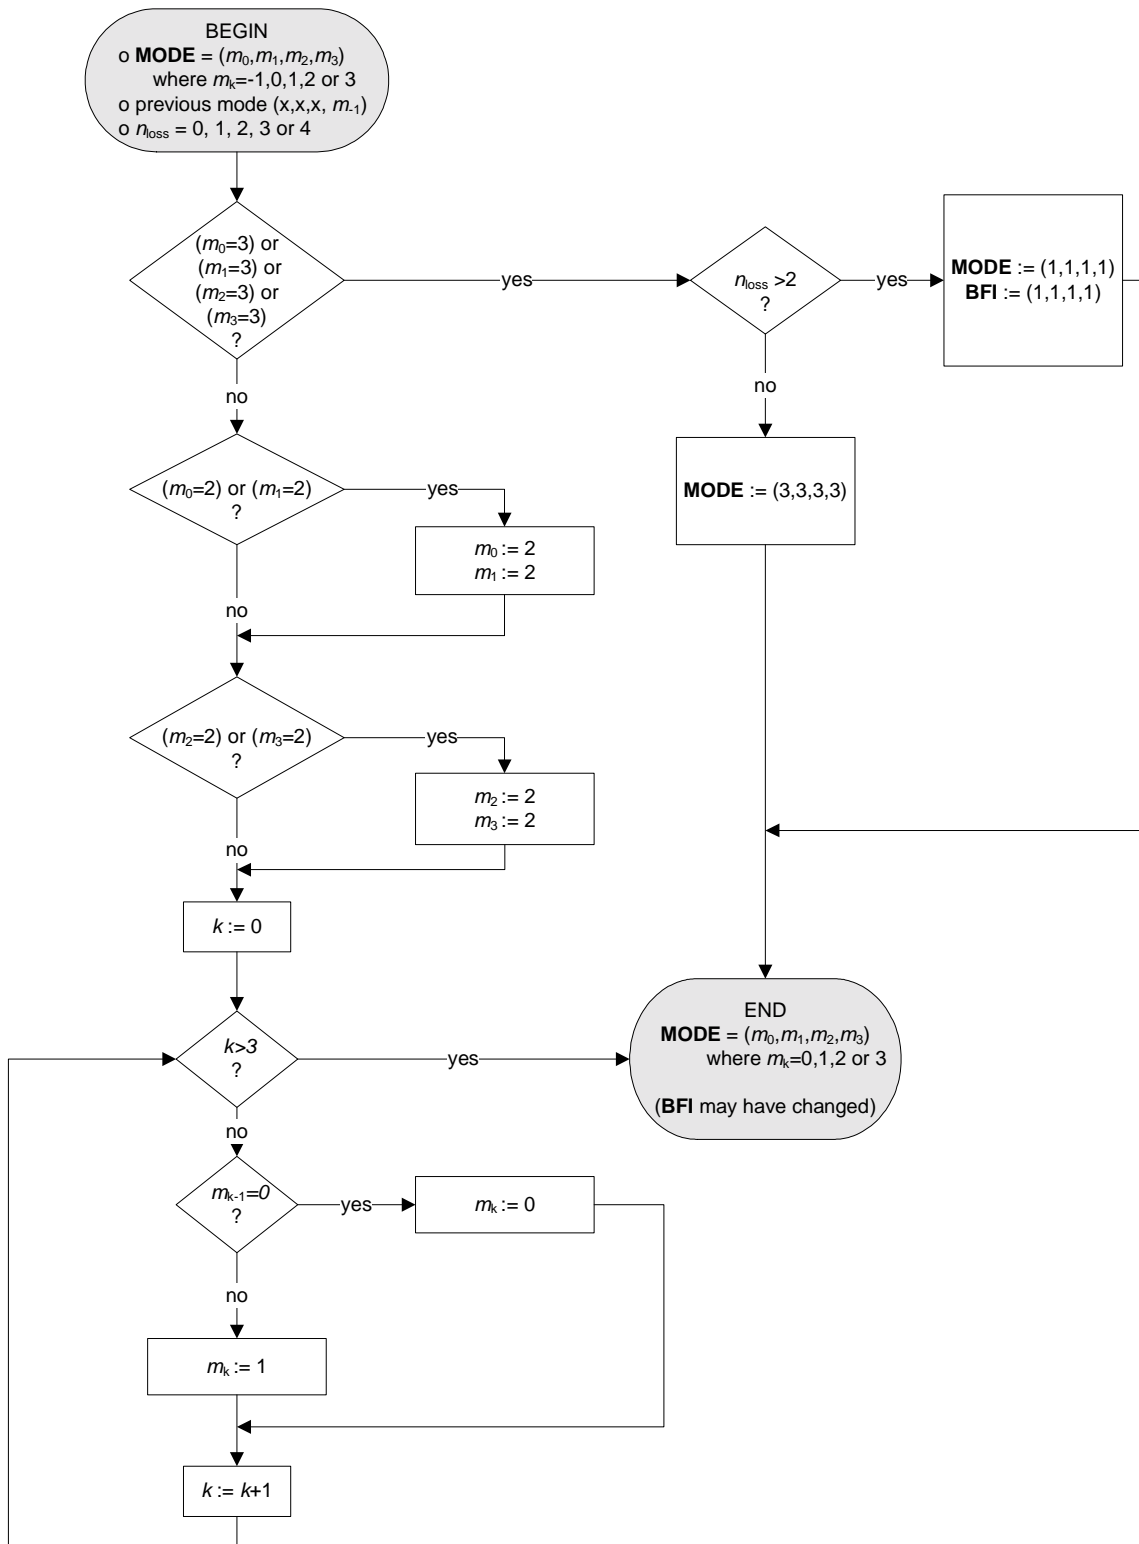 BEGIN
o MODE = (m0,m1,m2,m3)
where mk=-1,0,1,2 or 3
o previous mode (x,x,x, m-1)
o nloss = 0, 1, 2, 3 or 4
(m0=3) or
(m1=3) or
(m2=3) or
(m3=3)
?
yes
nloss >2
?
yes
MODE := (1,1,1,1)
BFI := (1,1,1,1)
no
no
MODE := (3,3,3,3)
(m0=2) or (m1=2)
?
yes
m0 := 2
m1 := 2
no
(m2=2) or (m3=2)
?
yes
m2 := 2
m3 := 2
no
k := 0
k>3
?
yes
END
MODE = (m0,m1,m2,m3)
where mk=0,1,2 or 3
(BFI may have changed)
no
mk-1=0
?
yes
mk := 0
no
mk := 1
k := k+1